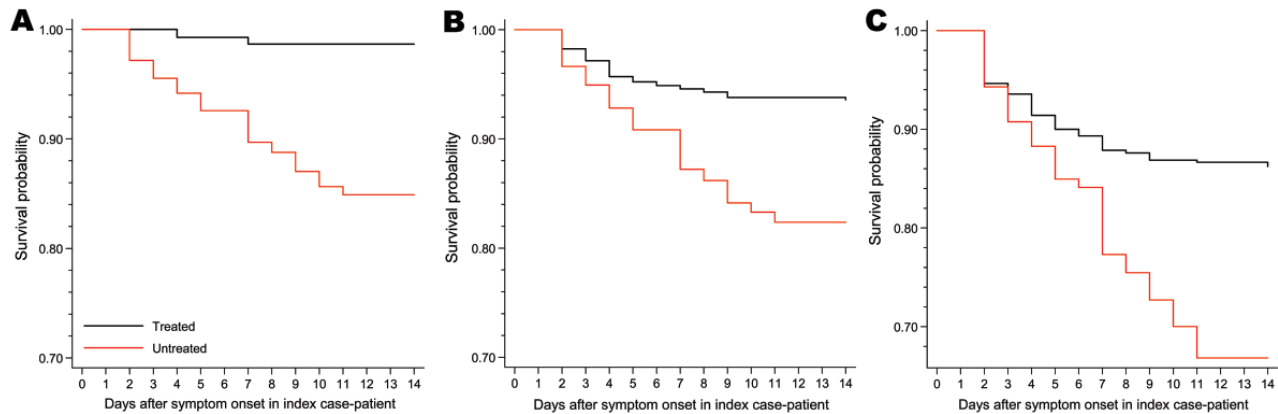 A
1.00
0.90
0.80
0.70
Survival probability
Treated
Untreated
0 1 2 3 4 5 6 7 8 9 10 11 12 13 14
Days after symptom onset in index case-patient
B
1.00
0.90
0.80
0.70
Survival probability
0 1 2 3 4 5 6 7 8 9 10 11 12 13 14
Days after symptom onset in index case-patient
C
1.00
0.90
0.80
0.70
Survival probability
0 1 2 3 4 5 6 7 8 9 10 11 12 13 14
Days after symptom onset in index case-patient